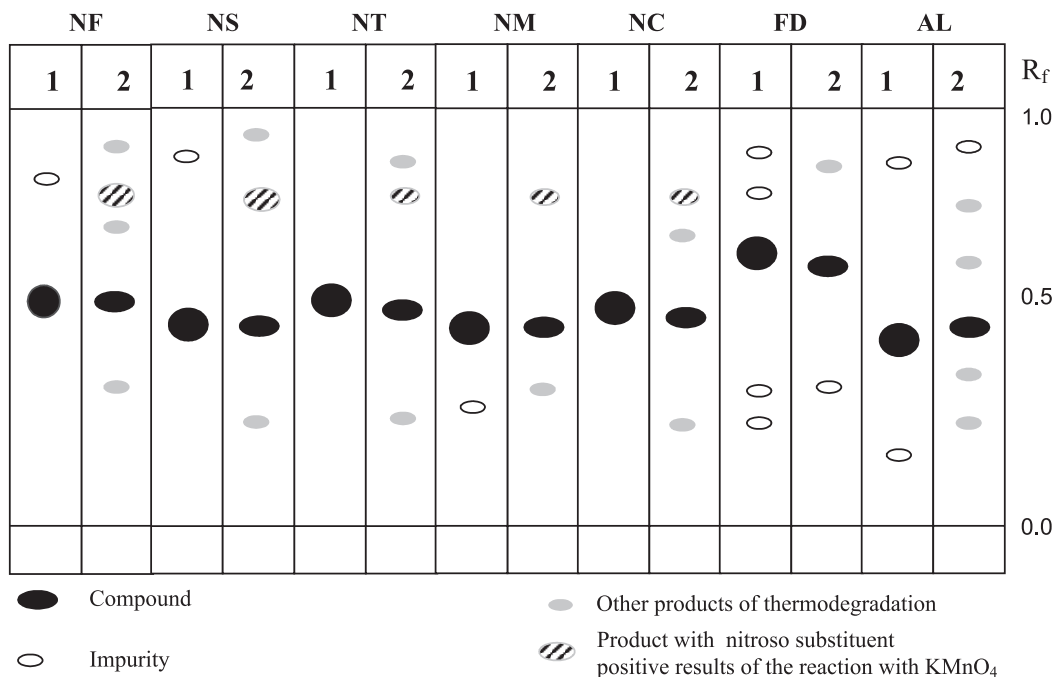 NF NS NT NM NC FD AL
1 2 1 2 1 2 1 2 1 2 1 2 1 2 Rf
1.0
0.5
0.0
Compound
Other products of thermodegradation
Impurity
Product with nitroso substituent
positive results of the reaction with KMnO4